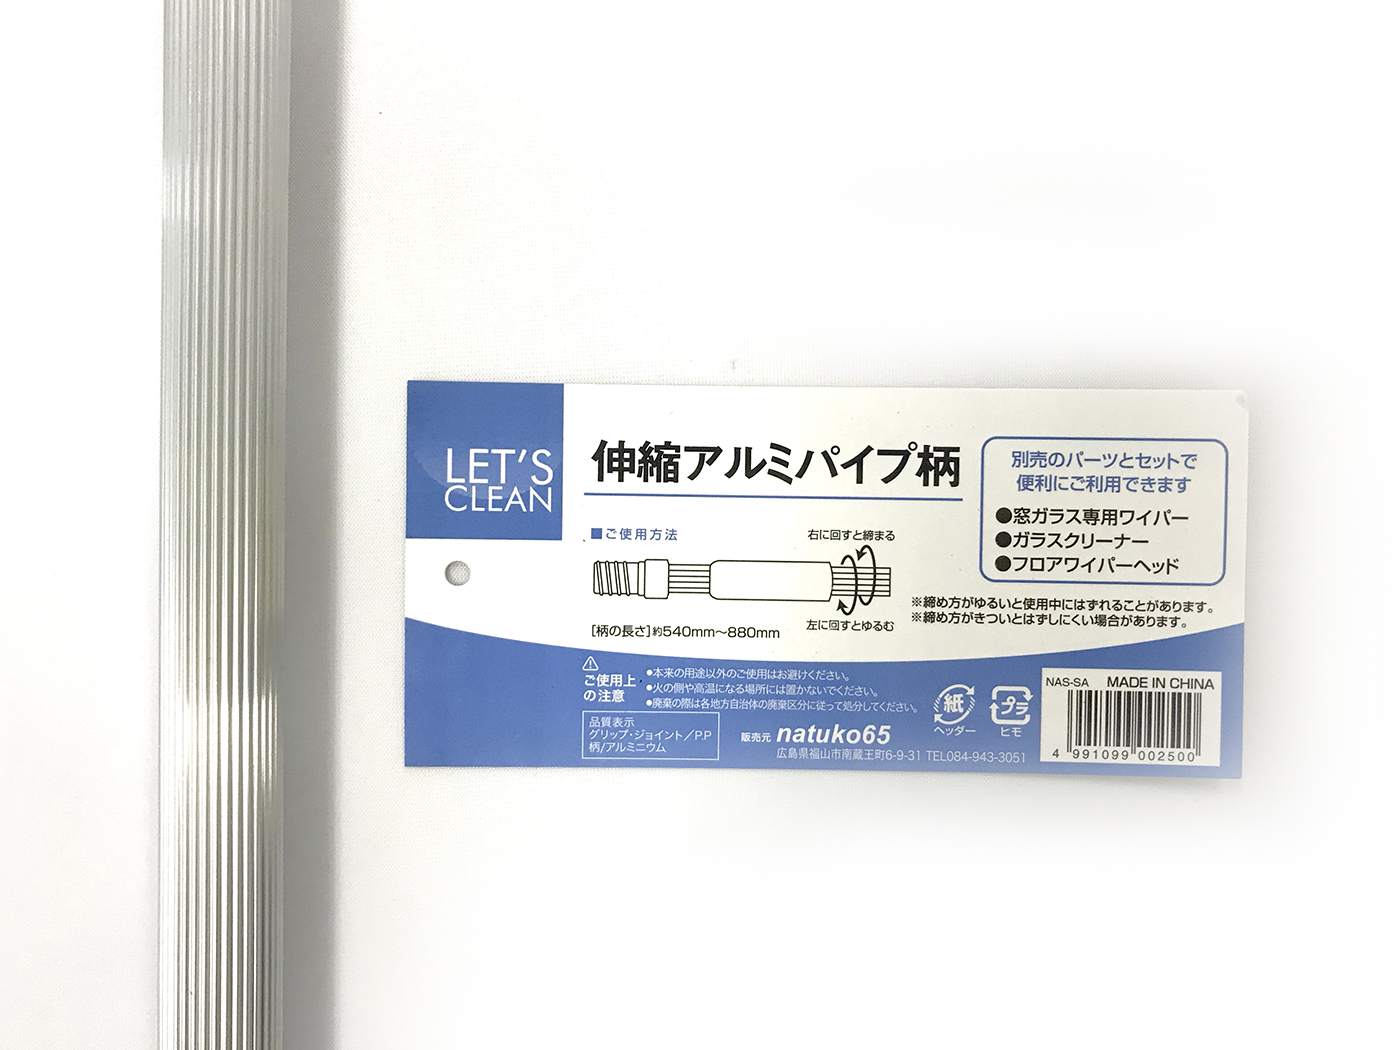 LET'S
CLEAN
伸縮アルミパイプ柄
■ご使用方法
右に回すと締まる
左に回すとゆるむ
[柄の長さ]約540mm〜880mm
別売のパーツとセットで
便利にご利用できます
●窓ガラス専用ワイパー
●ガラスクリーナー
●フロアワイパーヘッド
※締め方がゆるいと使用中にはずれることがあります。
※締め方がきついとはずしにくい場合があります。
ご使用上
の注意
●本来の用途以外のご使用はお避けください。
●火の側や高温になる場所には置かないでください。
●廃棄の際は各地方自治体の廃棄区分に従って処分してください。
品質表示
グリップ・ジョイント／P.P
柄/アルミニウム
販売元 natuko65
広島県福山市南蔵王町6-9-31 TEL084-943-3051
紙
ヘッダー
プラ
ヒモ
NAS-SA MADE IN CHINA
4 991099 002500